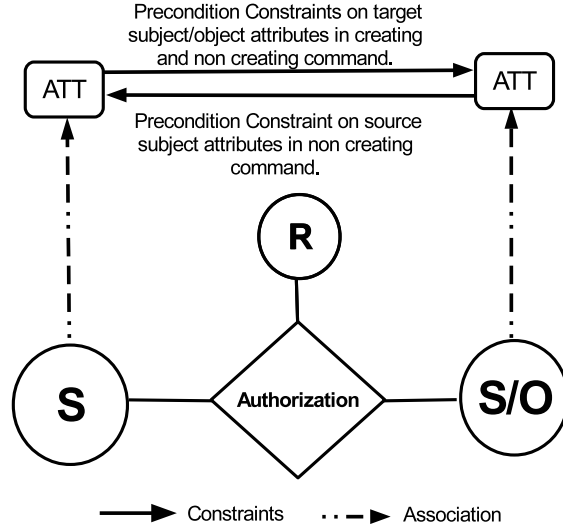 Precondition Constraints on target
subject/object attributes in creating
and non creating command.
ATT
ATT
Precondition Constraint on source
subject attributes in non creating
command.
R
S
Authorization
S/O
Constraints
Association